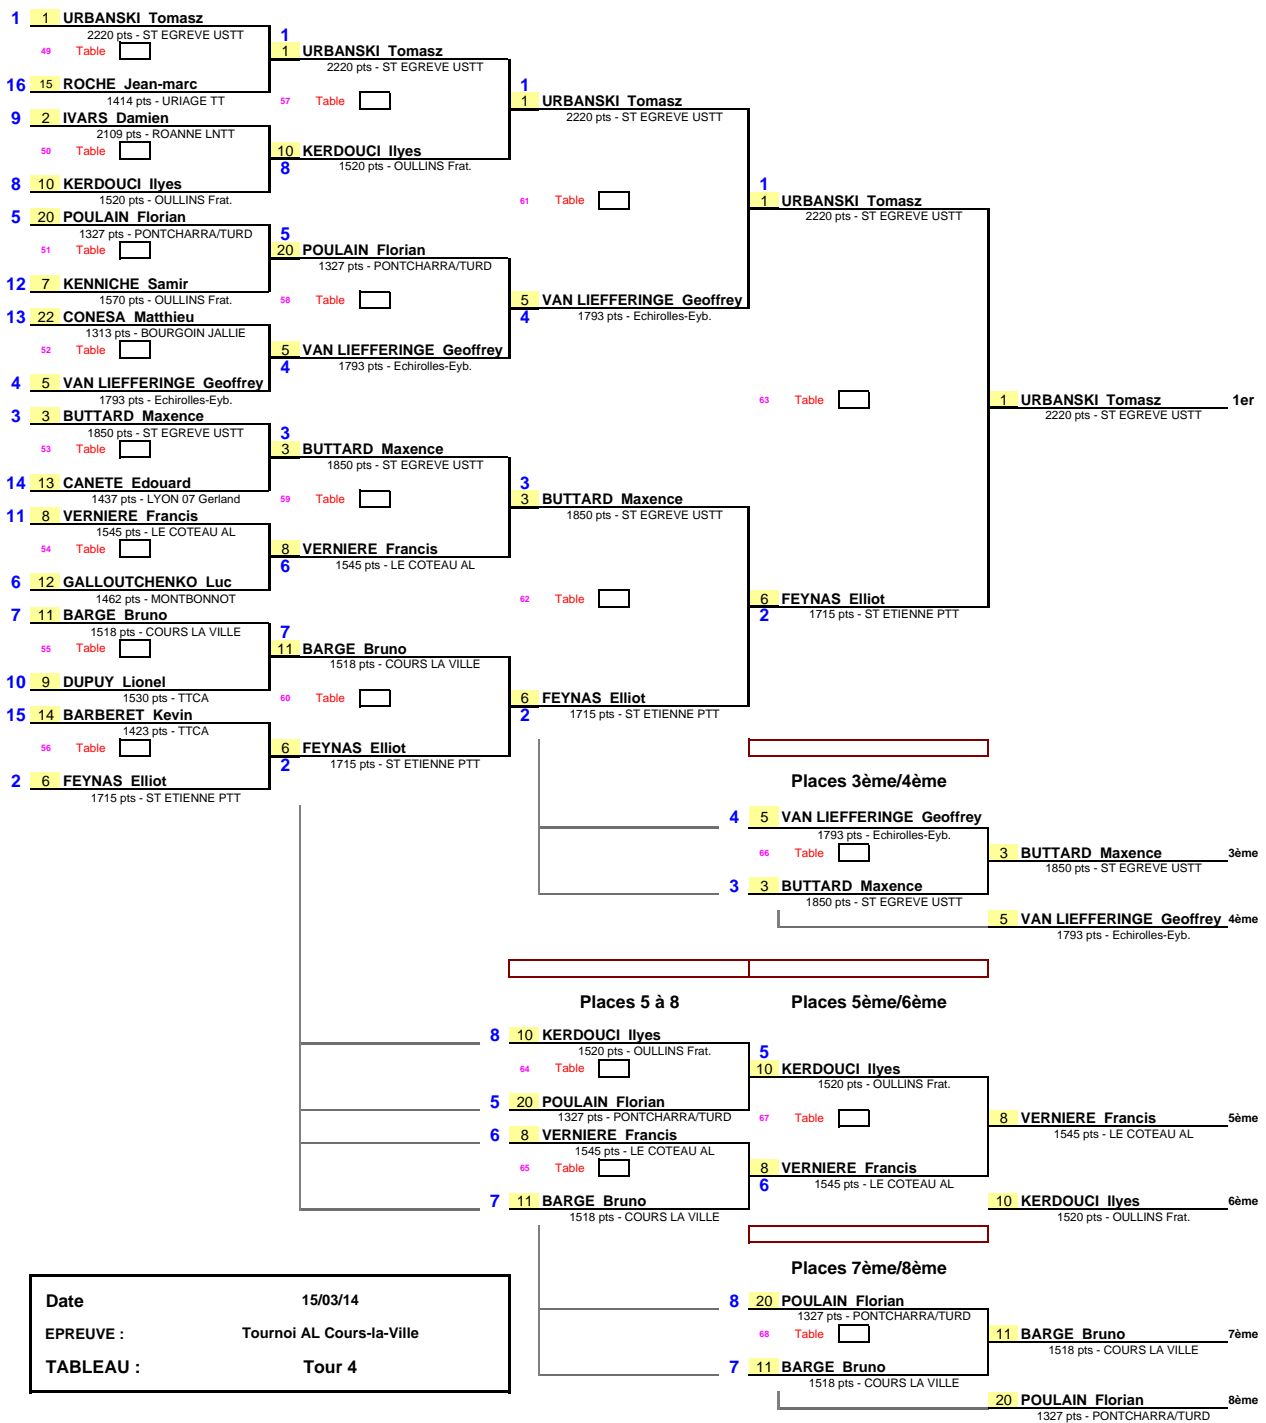 1 1 URBANSKI Tomasz
2220 pts - ST EGREVE USTT
49 Table
16 15 ROCHE Jean-marc
1414 pts - URIAGE TT
9 2 IVARS Damien
2109 pts - ROANNE LNTT
50 Table
8 10 KERDOUCI Ilyes
1520 pts - OULLINS Frat.
5 20 POULAIN Florian
1327 pts - PONTCHARRA/TURD
51 Table
12 7 KENNICHE Samir
1570 pts - OULLINS Frat.
13 22 CONESA Matthieu
1313 pts - BOURGOIN JALLIE
52 Table
4 5 VAN LIEFFERINGE Geoffrey
1793 pts - Echirolles-Eyb.
3 3 BUTTARD Maxence
1850 pts - ST EGREVE USTT
53 Table
14 13 CANETE Edouard
1437 pts - LYON 07 Gerland
11 8 VERNIERE Francis
1545 pts - LE COTEAU AL
54 Table
6 12 GALLOUTCHENKO Luc
1462 pts - MONTBONNOT
7 11 BARGE Bruno
1518 pts - COURS LA VILLE
55 Table
10 9 DUPUY Lionel
1530 pts - TTCA
15 14 BARBERET Kevin
1423 pts - TTCA
56 Table
2 6 FEYNAS Elliot
1715 pts - ST ETIENNE PTT
1
1 URBANSKI Tomasz
2220 pts - ST EGREVE USTT
57 Table
10 KERDOUCI Ilyes
8 1520 pts - OULLINS Frat.
5
20 POULAIN Florian
1327 pts - PONTCHARRA/TURD
58 Table
5 VAN LIEFFERINGE Geoffrey
4 1793 pts - Echirolles-Eyb.
3
3 BUTTARD Maxence
1850 pts - ST EGREVE USTT
59 Table
8 VERNIERE Francis
6 1545 pts - LE COTEAU AL
7
11 BARGE Bruno
1518 pts - COURS LA VILLE
60 Table
6 FEYNAS Elliot
2 1715 pts - ST ETIENNE PTT
1
1 URBANSKI Tomasz
2220 pts - ST EGREVE USTT
61 Table
5 VAN LIEFFERINGE Geoffrey
4 1793 pts - Echirolles-Eyb.
3
3 BUTTARD Maxence
1850 pts - ST EGREVE USTT
62 Table
6 FEYNAS Elliot
2 1715 pts - ST ETIENNE PTT
1
1 URBANSKI Tomasz
2220 pts - ST EGREVE USTT
63 Table
6 FEYNAS Elliot
2 1715 pts - ST ETIENNE PTT
1 URBANSKI Tomasz 1er
2220 pts - ST EGREVE USTT
Places 3ème/4ème
4 5 VAN LIEFFERINGE Geoffrey
1793 pts - Echirolles-Eyb.
66 Table
3 3 BUTTARD Maxence
1850 pts - ST EGREVE USTT
3 BUTTARD Maxence 3ème
1850 pts - ST EGREVE USTT
5 VAN LIEFFERINGE Geoffrey 4ème
1793 pts - Echirolles-Eyb.
Places 5 à 8
Places 5ème/6ème
8 10 KERDOUCI Ilyes
1520 pts - OULLINS Frat.
64 Table
5 20 POULAIN Florian
1327 pts - PONTCHARRA/TURD
6 8 VERNIERE Francis
1545 pts - LE COTEAU AL
65 Table
7 11 BARGE Bruno
1518 pts - COURS LA VILLE
5
10 KERDOUCI Ilyes
1520 pts - OULLINS Frat.
67 Table
8 VERNIERE Francis
6 1545 pts - LE COTEAU AL
8 VERNIERE Francis 5ème
1545 pts - LE COTEAU AL
10 KERDOUCI Ilyes 6ème
1520 pts - OULLINS Frat.
Places 7ème/8ème
8 20 POULAIN Florian
1327 pts - PONTCHARRA/TURD
68 Table
7 11 BARGE Bruno
1518 pts - COURS LA VILLE
11 BARGE Bruno 7ème
1518 pts - COURS LA VILLE
20 POULAIN Florian 8ème
1327 pts - PONTCHARRA/TURD
Date 15/03/14
EPREUVE : Tournoi AL Cours-la-Ville
TABLEAU : Tour 4